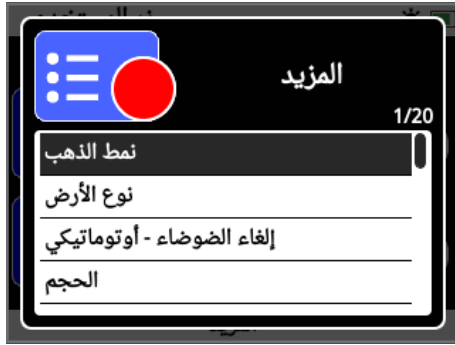 المزيد
1/20
نمط الذهب
نوع الأرض
إلغاء الضوضاء - أوتوماتيكي
الحجم